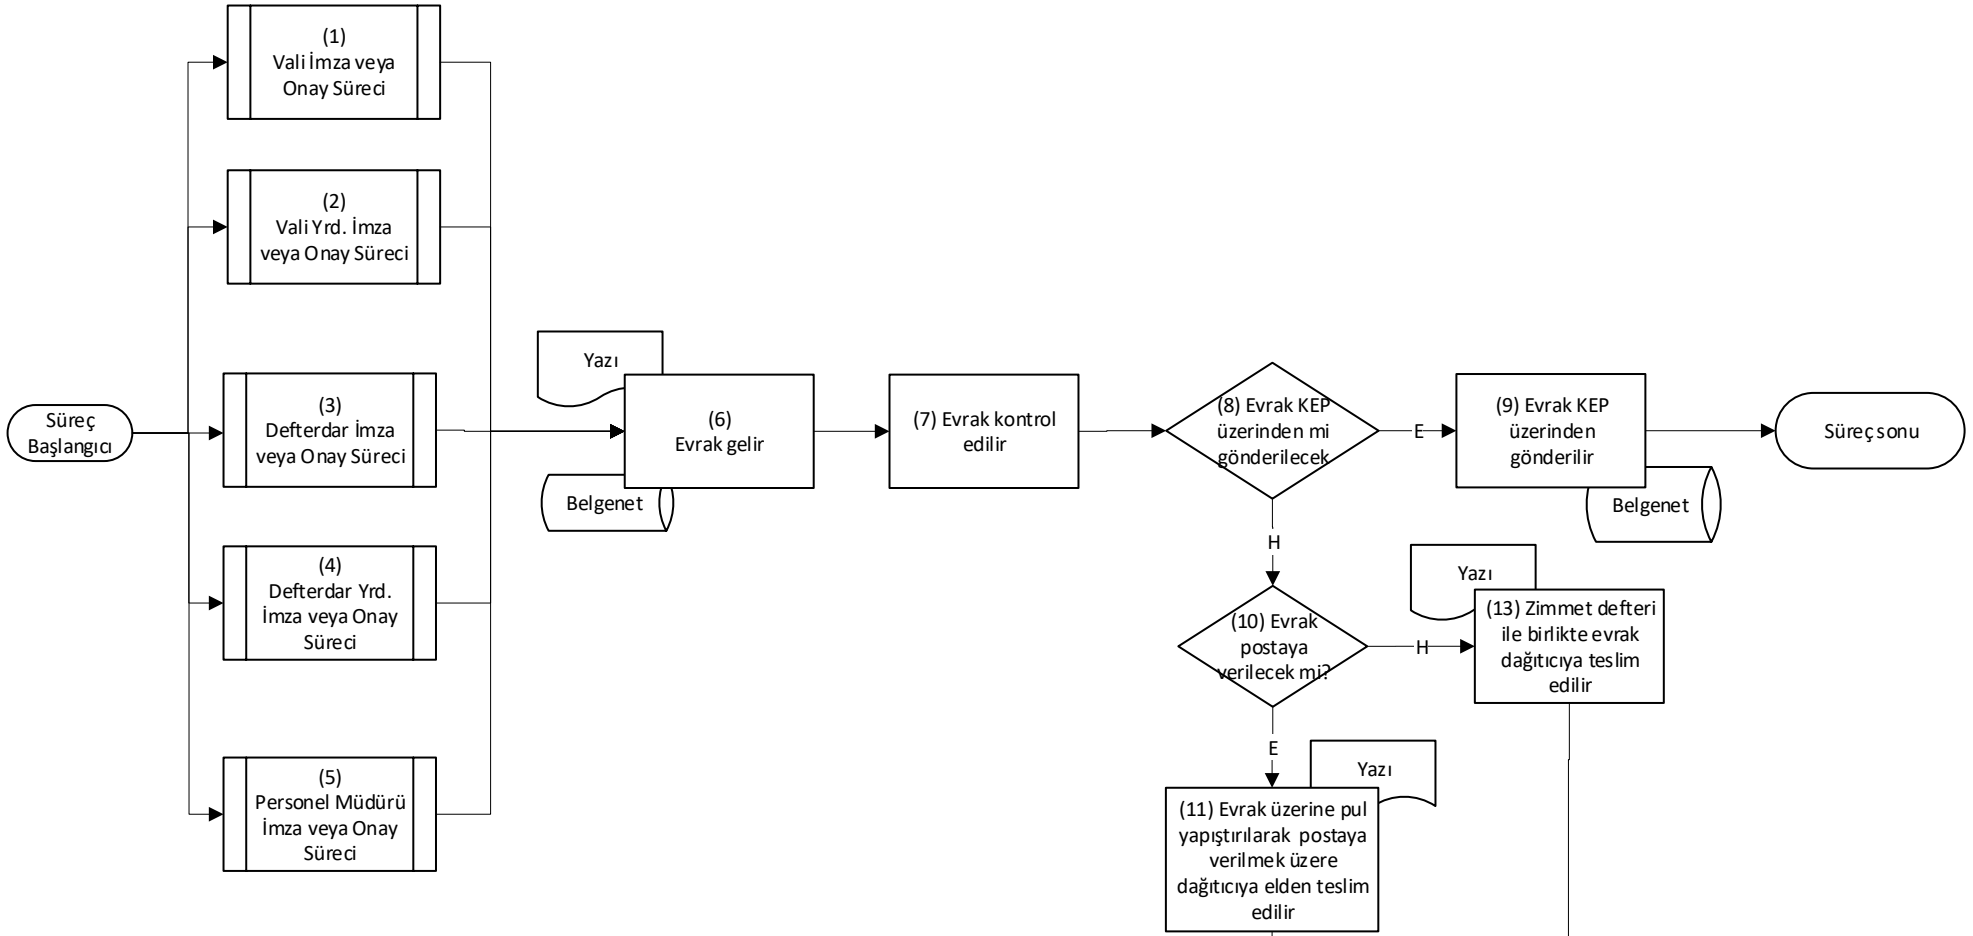 (1)
Vali İmza veya
Onay Süreci
(2)
Vali Yrd. İmza
veya Onay Süreci
Süreç
Başlangıcı
(3)
Defterdar İmza
veya Onay Süreci
(4)
Defterdar Yrd.
İmza veya Onay
Süreci
(5)
Personel Müdürü
İmza veya Onay
Süreci
Yazı
(6)
Evrak gelir
Belgenet
(7) Evrak kontrol
edilir
(8) Evrak KEP
üzerinden mi
gönderilecek
E
(9) Evrak KEP
üzerinden
gönderilir
Belgenet
Süreç sonu
H
(10) Evrak
postaya
verilecek mi?
H
Yazı
(13) Zimmet defteri
ile birlikte evrak
dağıtıcıya teslim
edilir
E
Yazı
(11) Evrak üzerine pul
yapıştırılarak postaya
verilmek üzere
dağıtıcıya elden teslim
edilir